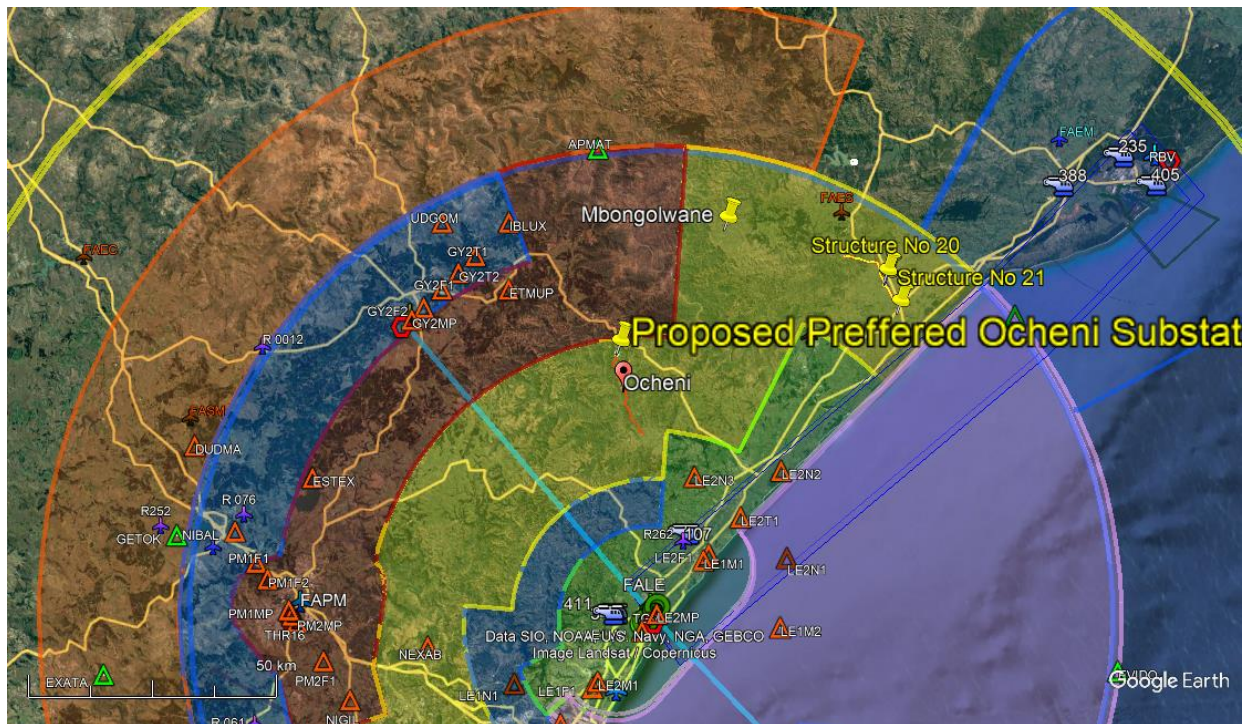 APMAT
FAEM
235
RBV
388
405
UDGOM
IBLUX
Mbongolwane
FAES
GY2T1
GY2T2
Structure No 20
FAEC
GY2F1
ETMUP
Structure No 21
GY2F2
GY2MP
Proposed Preffered Ocheni Substat
R 0012
Ocheni
FASM
DUDMA
ESTEX
LE2N3
LE2N2
R 076
R252
GETOK
NIBAL
LE2T1
R262
107
PM1F1
LE2F1
LE1M1
LE2N1
PM1F2
FALE
PM1MP
FAPM
411
LE2MP
THR16
PM2MP
LE1M2
Data SIO, NOAA, U.S. Navy, NGA, GEBCO
Image Landsat / Copernicus
NEXAB
50 km
PM2F1
EXATA
EVIDO
Google Earth
LE1N1
LE1F1
LE2M1
NIGIL
R 061